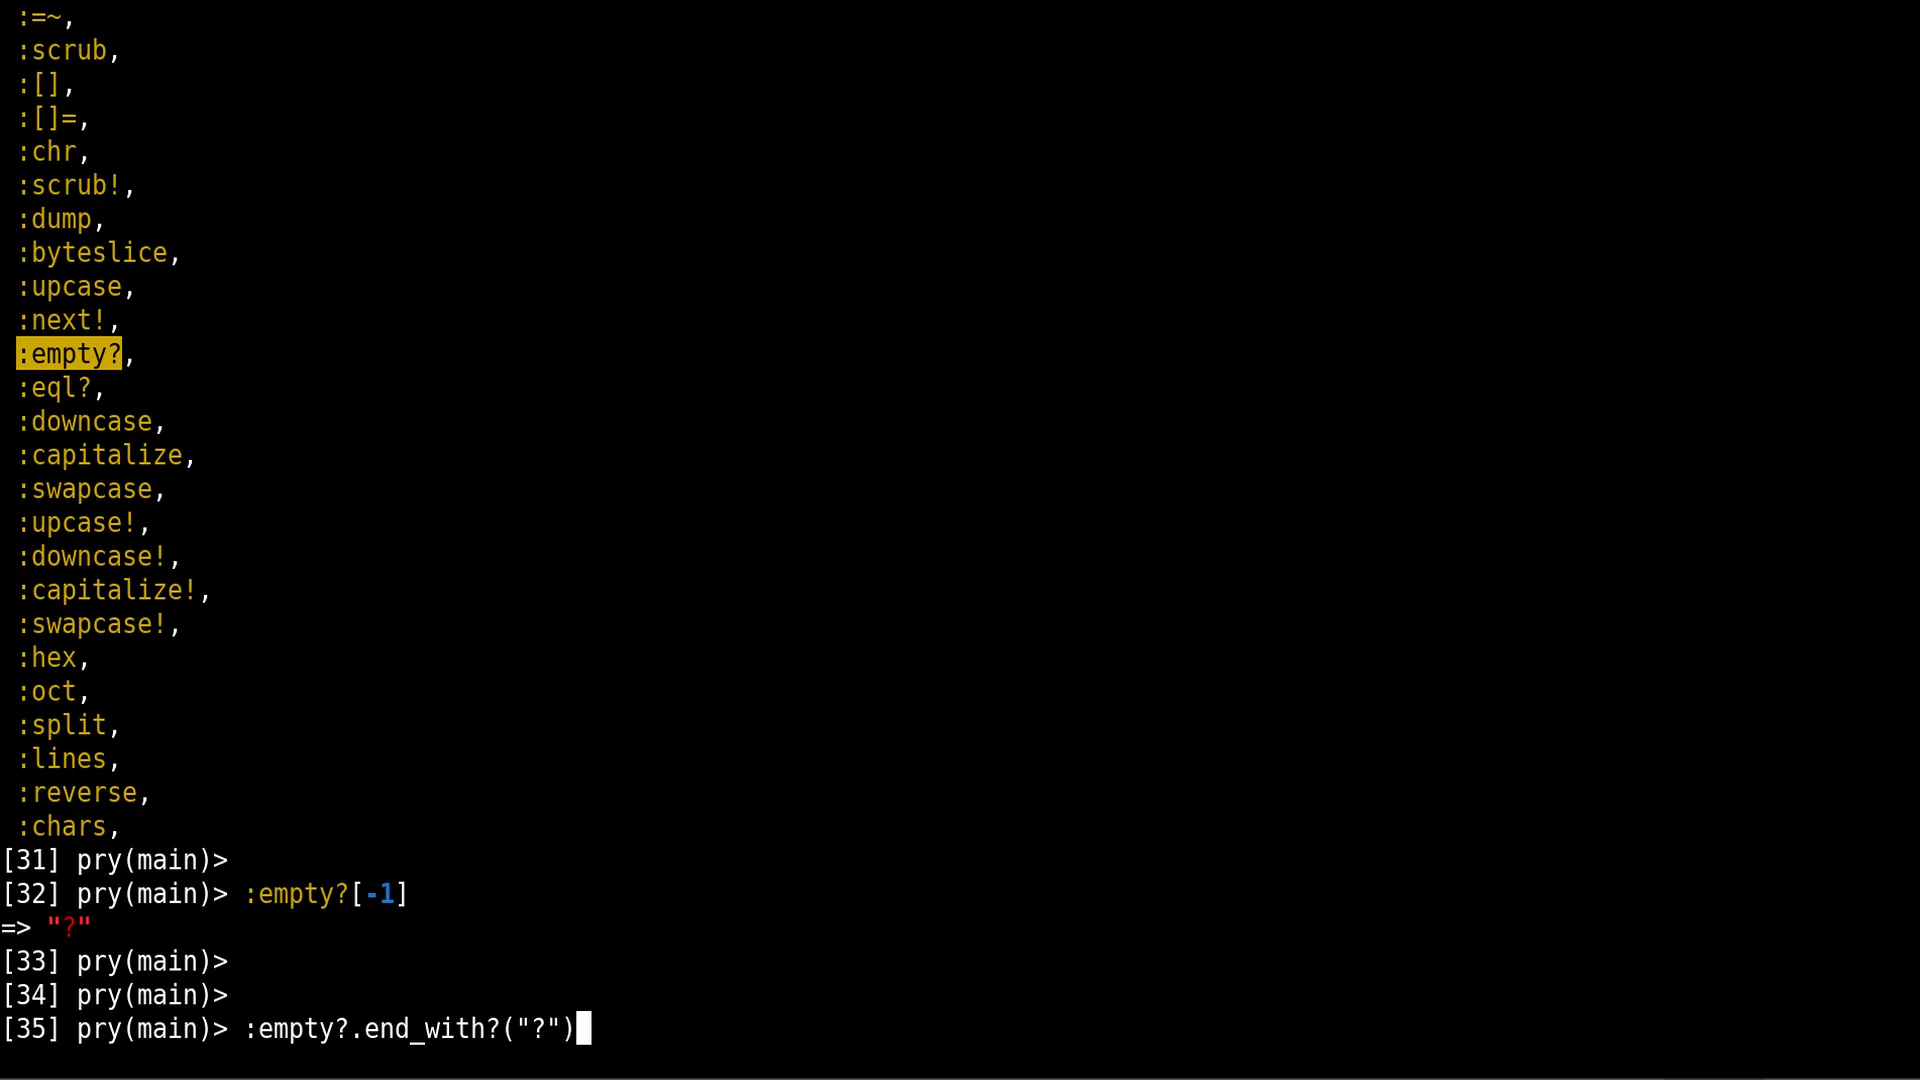 :=~,
:scrub,
:[],
:[]=,
:chr,
:scrub!,
:dump,
:byteslice,
:upcase,
:next!,
:empty?,
:eql?,
:downcase,
:capitalize,
:swapcase,
:upcase!,
:downcase!,
:capitalize!,
:swapcase!,
:hex,
:oct,
:split,
:lines,
:reverse,
:chars,
[31] pry(main)>
[32] pry(main)> :empty?[-1]
=> "?"
[33] pry(main)>
[34] pry(main)>
[35] pry(main)> :empty?.end_with?("?")